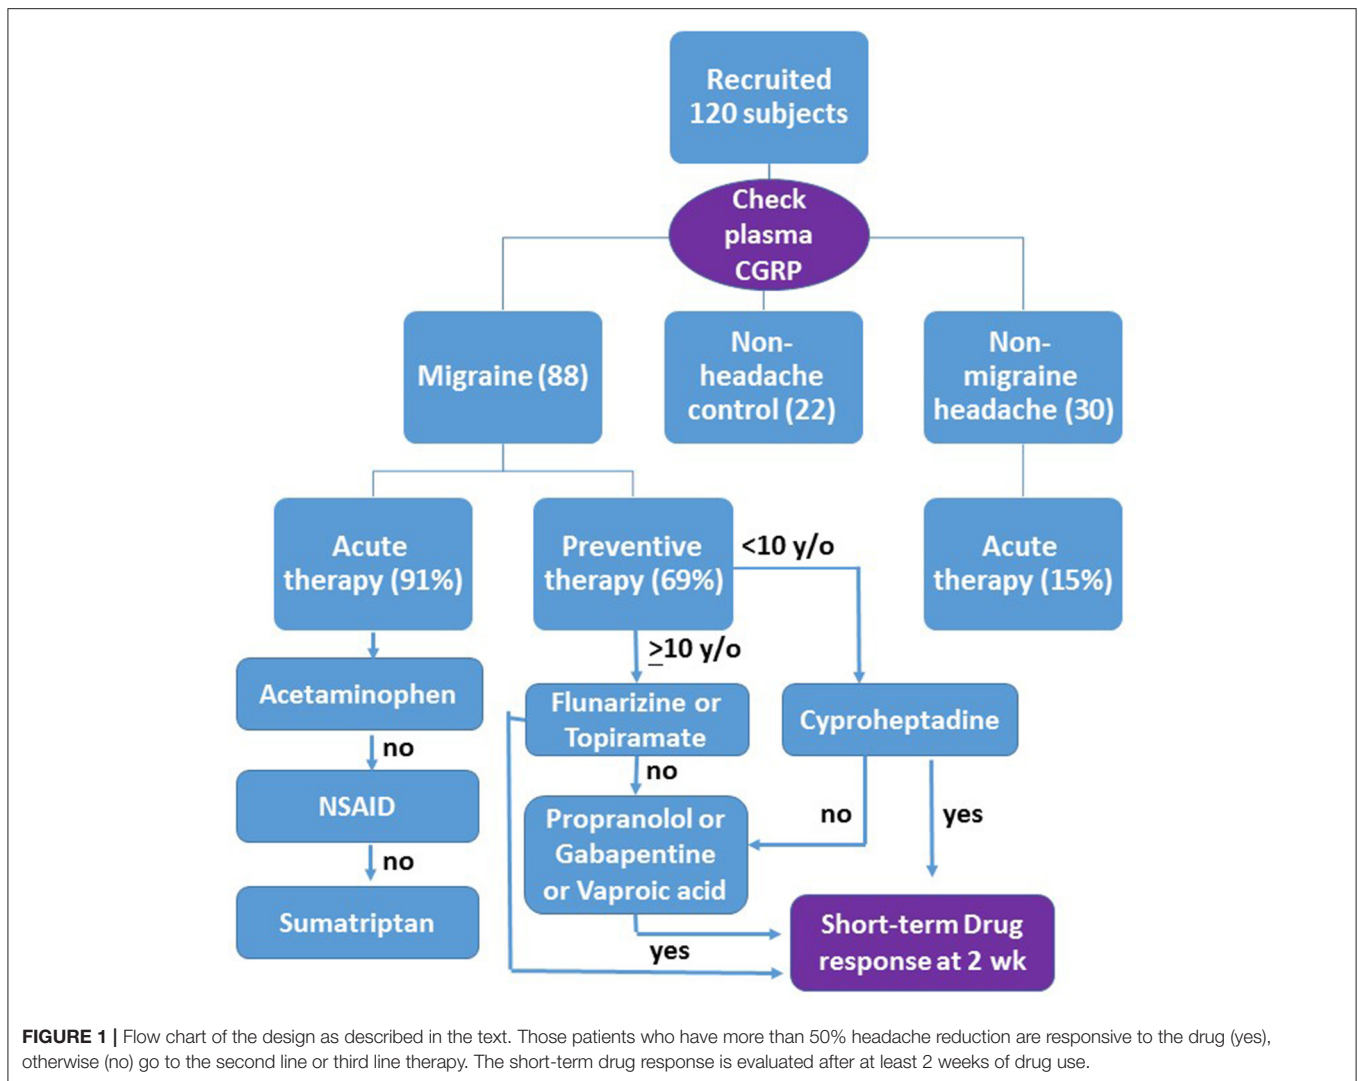 Recruited
120 subjects
Check
plasma
CGRP
Migraine (88)
Non-
headache
control (22)
Non-
migraine
headache (30)
Acute
therapy (91%)
Preventive
therapy (69%)
<10 y/o
Acute
therapy (15%)
≥10 y/o
Acetaminophen
Flunarizine or
Topiramate
Cyproheptadine
no
no
NSAID
Propranolol or
Gabapentine
or Vaproic acid
no
yes
no
Sumatriptan
yes
Short-term Drug
response at 2 wk
FIGURE 1 | Flow chart of the design as described in the text. Those patients who have more than 50% headache reduction are responsive to the drug (yes),
otherwise (no) go to the second line or third line therapy. The short-term drug response is evaluated after at least 2 weeks of drug use.